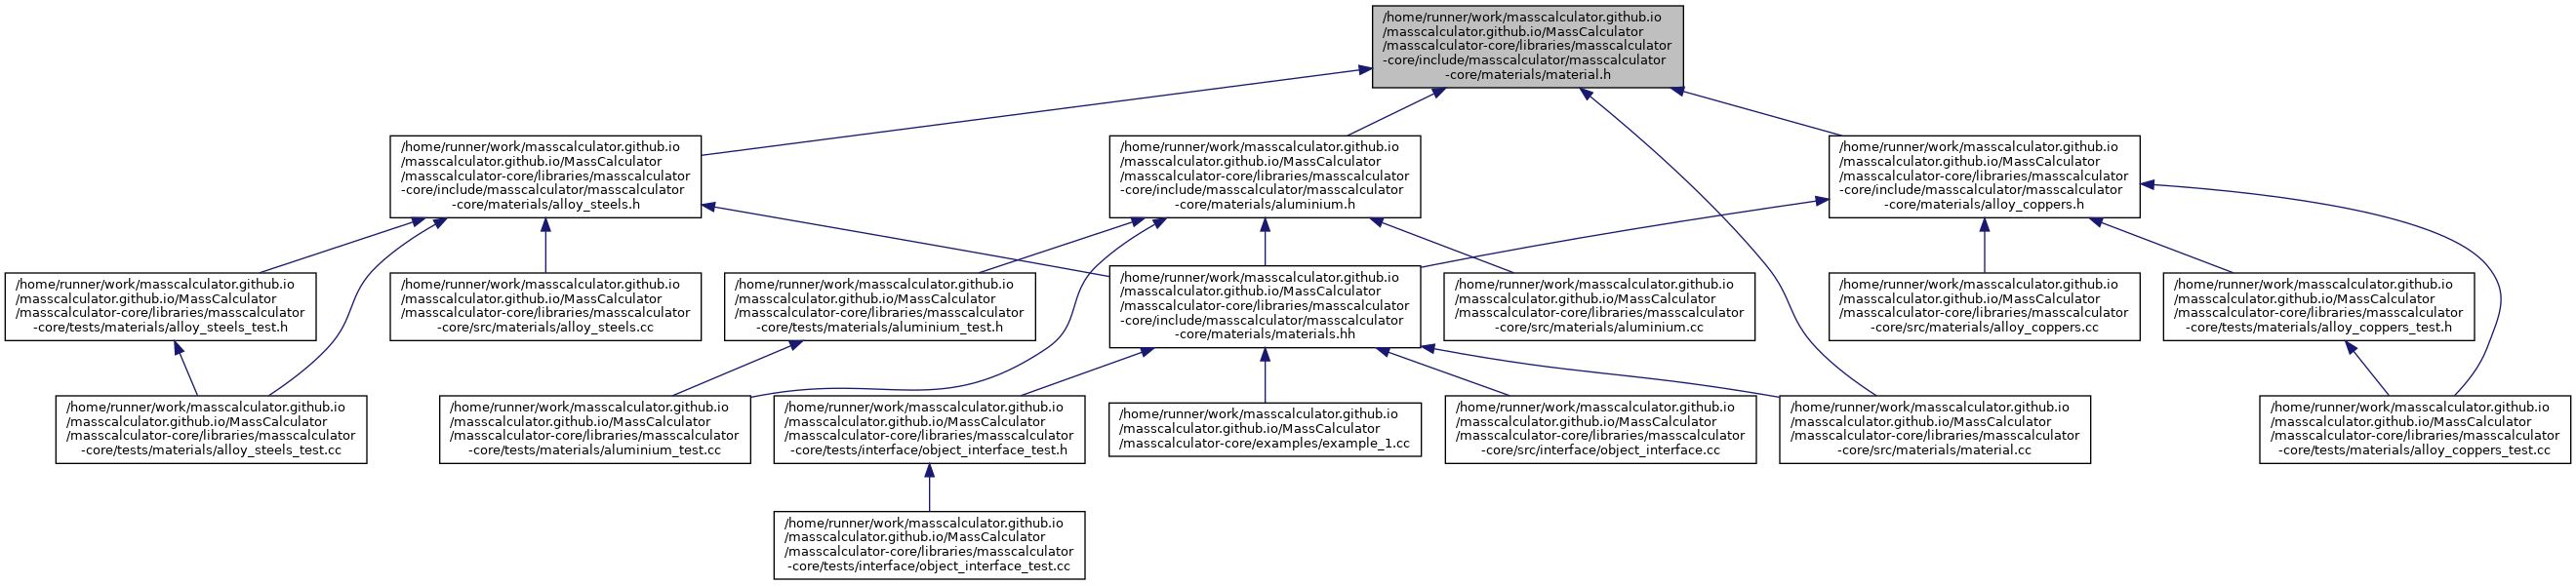 /home/runner/work/masscalculator.github.io
/masscalculator.github.io/MassCalculator
/masscalculator-core/libraries/masscalculator
-core/include/masscalculator/masscalculator
-core/materials/material.h
/home/runner/work/masscalculator.github.io
/masscalculator.github.io/MassCalculator
/masscalculator-core/libraries/masscalculator
-core/include/masscalculator/masscalculator
-core/materials/alloy_steels.h
/home/runner/work/masscalculator.github.io
/masscalculator.github.io/MassCalculator
/masscalculator-core/libraries/masscalculator
-core/include/masscalculator/masscalculator
-core/materials/aluminium.h
/home/runner/work/masscalculator.github.io
/masscalculator.github.io/MassCalculator
/masscalculator-core/libraries/masscalculator
-core/include/masscalculator/masscalculator
-core/materials/alloy_coppers.h
/home/runner/work/masscalculator.github.io
/masscalculator.github.io/MassCalculator
/masscalculator-core/libraries/masscalculator
-core/tests/materials/alloy_steels_test.h
/home/runner/work/masscalculator.github.io
/masscalculator.github.io/MassCalculator
/masscalculator-core/libraries/masscalculator
-core/src/materials/alloy_steels.cc
/home/runner/work/masscalculator.github.io
/masscalculator.github.io/MassCalculator
/masscalculator-core/libraries/masscalculator
-core/tests/materials/aluminium_test.h
/home/runner/work/masscalculator.github.io
/masscalculator.github.io/MassCalculator
/masscalculator-core/libraries/masscalculator
-core/include/masscalculator/masscalculator
-core/materials/materials.hh
/home/runner/work/masscalculator.github.io
/masscalculator.github.io/MassCalculator
/masscalculator-core/libraries/masscalculator
-core/src/materials/aluminium.cc
/home/runner/work/masscalculator.github.io
/masscalculator.github.io/MassCalculator
/masscalculator-core/libraries/masscalculator
-core/src/materials/alloy_coppers.cc
/home/runner/work/masscalculator.github.io
/masscalculator.github.io/MassCalculator
/masscalculator-core/libraries/masscalculator
-core/tests/materials/alloy_coppers_test.h
/home/runner/work/masscalculator.github.io
/masscalculator.github.io/MassCalculator
/masscalculator-core/libraries/masscalculator
-core/tests/materials/alloy_steels_test.cc
/home/runner/work/masscalculator.github.io
/masscalculator.github.io/MassCalculator
/masscalculator-core/libraries/masscalculator
-core/tests/materials/aluminium_test.cc
/home/runner/work/masscalculator.github.io
/masscalculator.github.io/MassCalculator
/masscalculator-core/libraries/masscalculator
-core/tests/interface/object_interface_test.h
/home/runner/work/masscalculator.github.io
/masscalculator.github.io/MassCalculator
/masscalculator-core/examples/example_1.cc
/home/runner/work/masscalculator.github.io
/masscalculator.github.io/MassCalculator
/masscalculator-core/libraries/masscalculator
-core/src/interface/object_interface.cc
/home/runner/work/masscalculator.github.io
/masscalculator.github.io/MassCalculator
/masscalculator-core/libraries/masscalculator
-core/src/materials/material.cc
/home/runner/work/masscalculator.github.io
/masscalculator.github.io/MassCalculator
/masscalculator-core/libraries/masscalculator
-core/tests/materials/alloy_coppers_test.cc
/home/runner/work/masscalculator.github.io
/masscalculator.github.io/MassCalculator
/masscalculator-core/libraries/masscalculator
-core/tests/interface/object_interface_test.cc